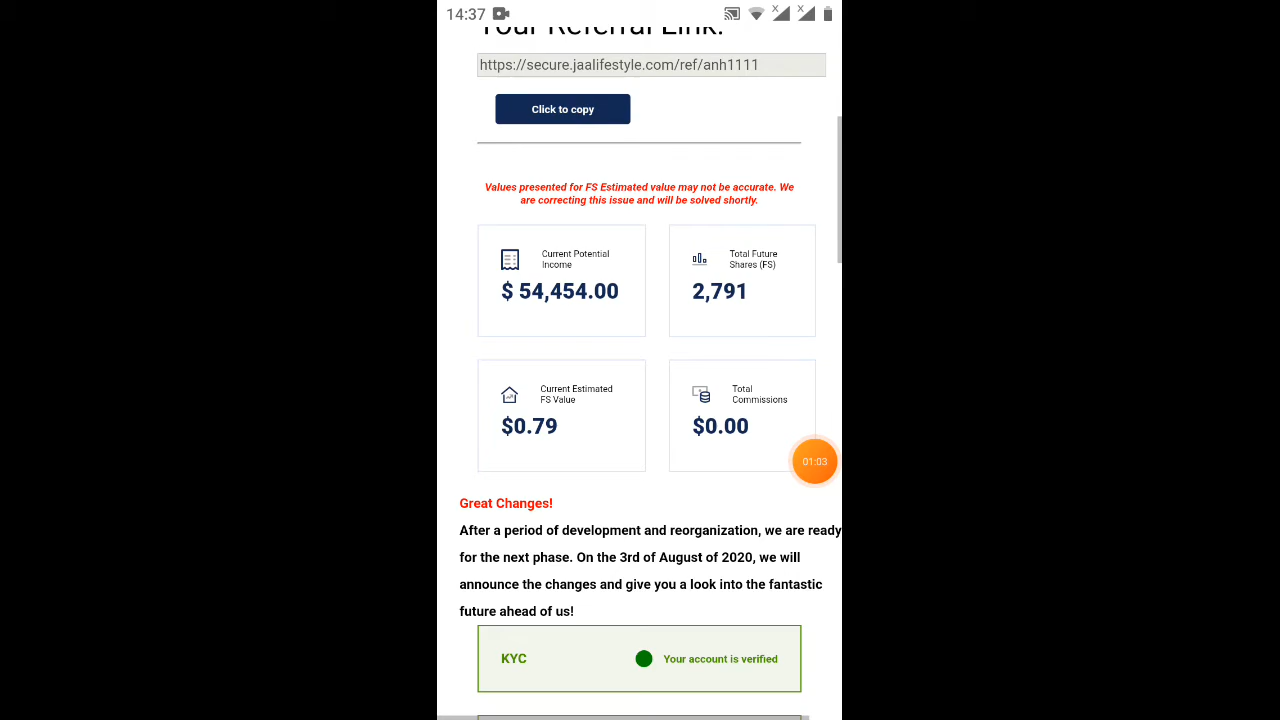 14:37
Your Referral Link:
https://secure.jaalifestyle.com/ref/anh1111
Click to copy
Values presented for FS Estimated value may not be accurate. We
are correcting this issue and will be solved shortly.
Current Potential
Income
$ 54,454.00
Total Future
Shares (FS)
2,791
Current Estimated
FS Value
$0.79
Total
Commissions
$0.00
01:03
Great Changes!
After a period of development and reorganization, we are ready
for the next phase. On the 3rd of August of 2020, we will
announce the changes and give you a look into the fantastic
future ahead of us!
KYC
Your account is verified